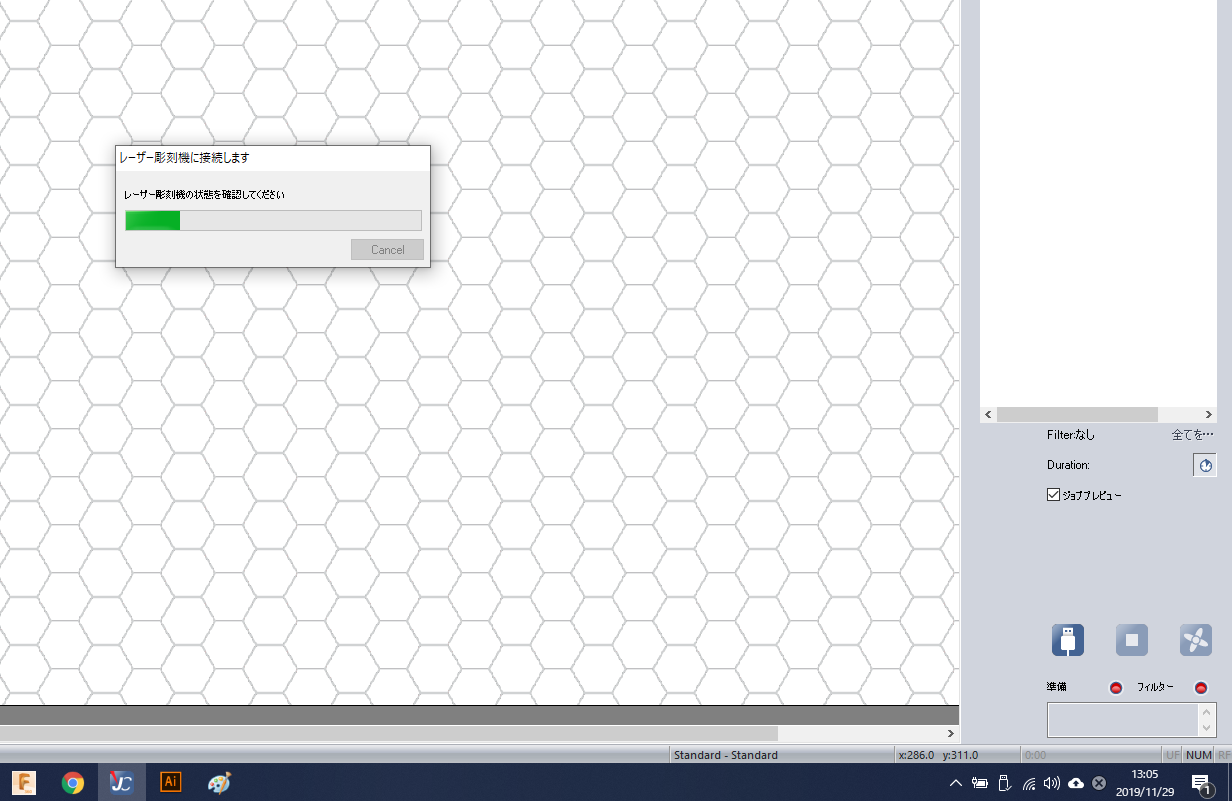 レーザー彫刻機に接続します
レーザー彫刻機の状態を確認してください
Cancel
Filter:なし 全てを…
Duration:
ジョブプレビュー
準備 フィルター
Standard - Standard x:286.0 y:311.0 0:00 UF NUM RF
F JC Ai
13:05
2019/11/29
1